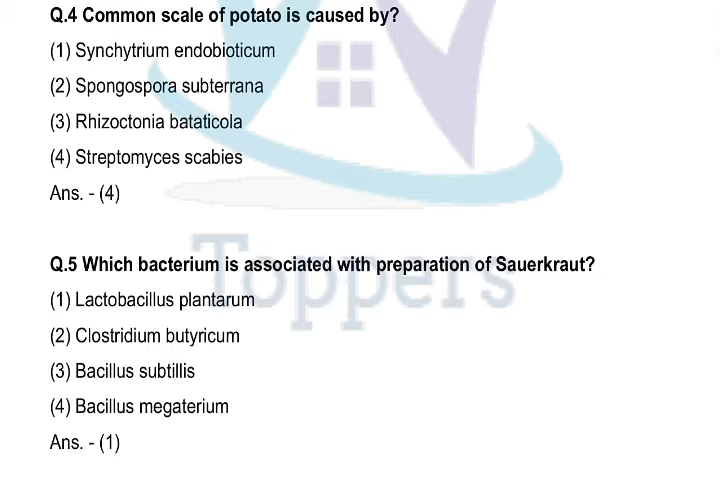 Q.4 Common scale of potato is caused by?
(1) Synchytrium endobioticum
(2) Spongospora subterrana
(3) Rhizoctonia bataticola
(4) Streptomyces scabies
Ans. - (4)
Toppers
Q.5 Which bacterium is associated with preparation of Sauerkraut?
(1) Lactobacillus plantarum
(2) Clostridium butyricum
(3) Bacillus subtillis
(4) Bacillus megaterium
Ans. - (1)